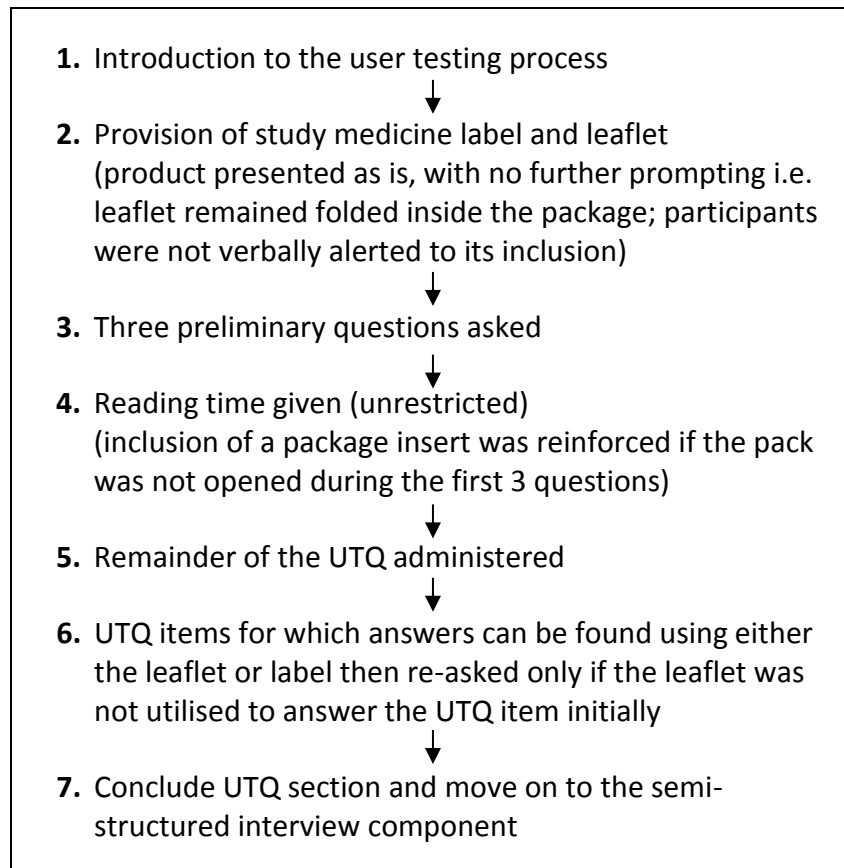 1. Introduction to the user testing process
2. Provision of study medicine label and leaflet
(product presented as is, with no further prompting i.e.
leaflet remained folded inside the package; participants
were not verbally alerted to its inclusion)
3. Three preliminary questions asked
4. Reading time given (unrestricted)
(inclusion of a package insert was reinforced if the pack
was not opened during the first 3 questions)
5. Remainder of the UTQ administered
6. UTQ items for which answers can be found using either
the leaflet or label then re-asked only if the leaflet was
not utilised to answer the UTQ item initially
7. Conclude UTQ section and move on to the semi-
structured interview component